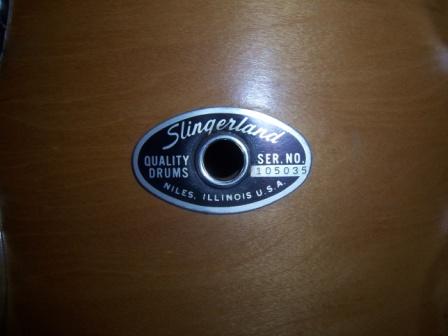 Slingerland
QUALITY DRUMS
SER. NO.
105035
NILES, ILLINOIS U.S.A.